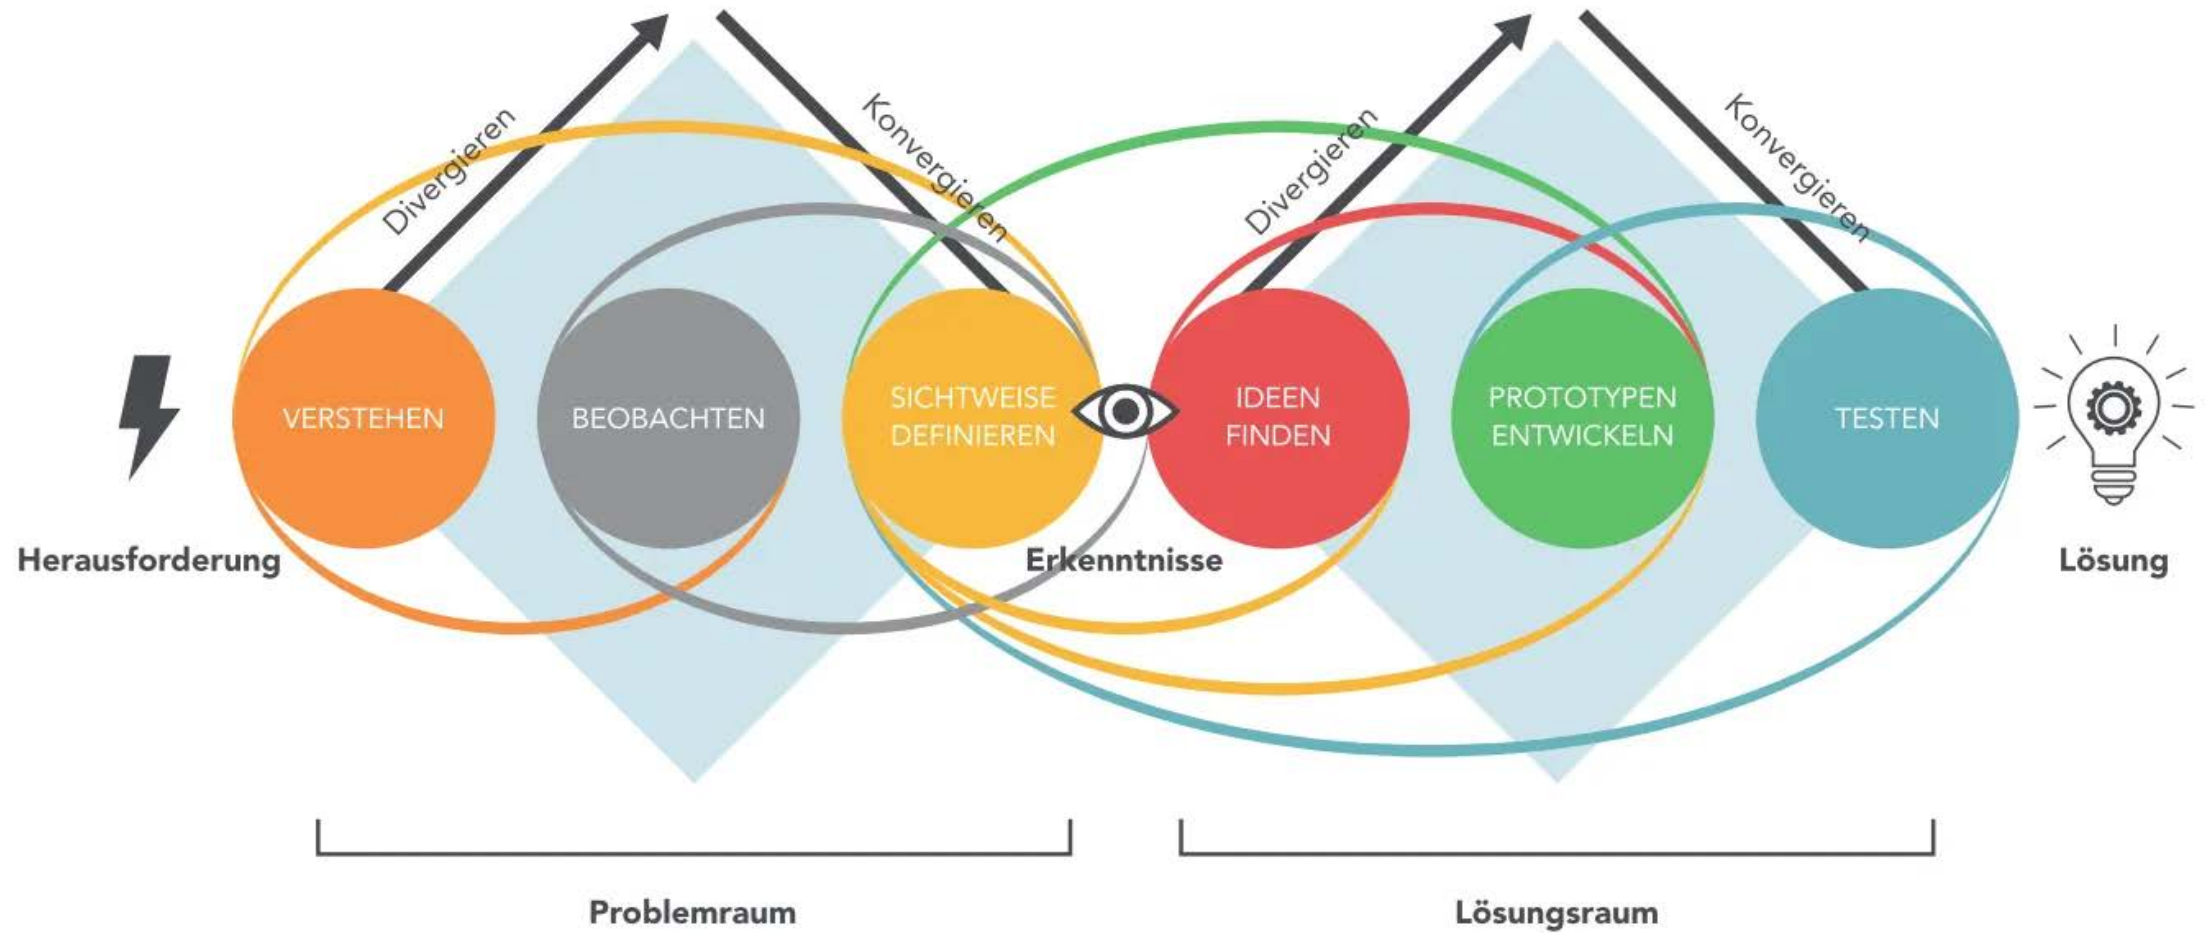 Divergieren
Konvergieren
Divergieren
Konvergieren
VERSTEHEN
BEOBACHTEN
SICHTWEISE
DEFINIEREN
IDEEN
FINDEN
PROTOTYPEN
ENTWICKELN
TESTEN
Herausforderung
Erkenntnisse
Lösung
Problemraum
Lösungsraum